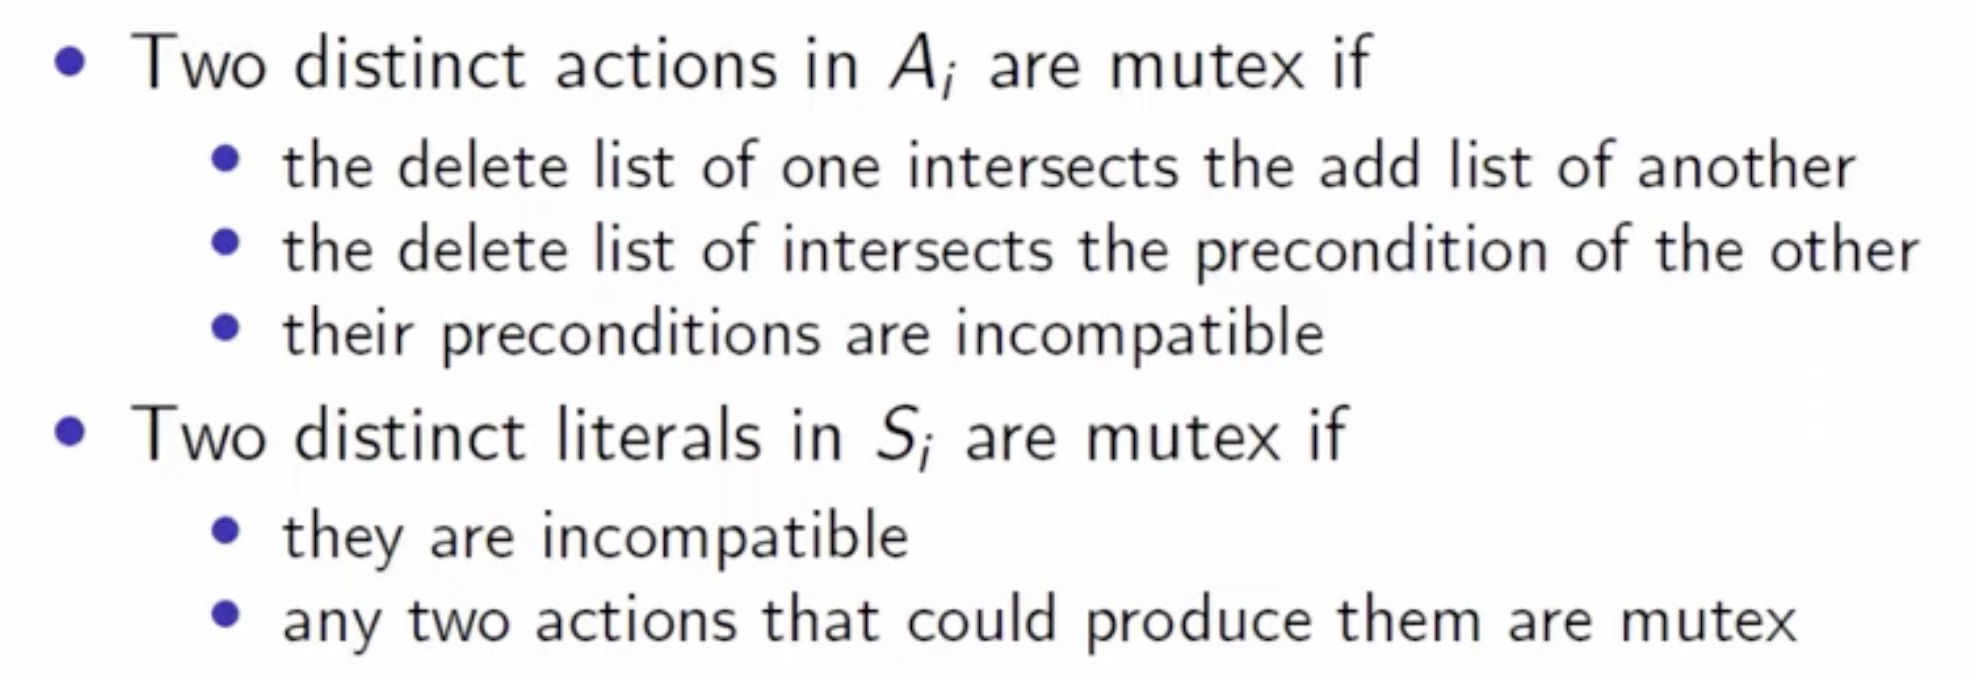 • Two distinct actions in Aᵢ are mutex if
• the delete list of one intersects the add list of another
• the delete list of intersects the precondition of the other
• their preconditions are incompatible
• Two distinct literals in Sᵢ are mutex if
• they are incompatible
• any two actions that could produce them are mutex